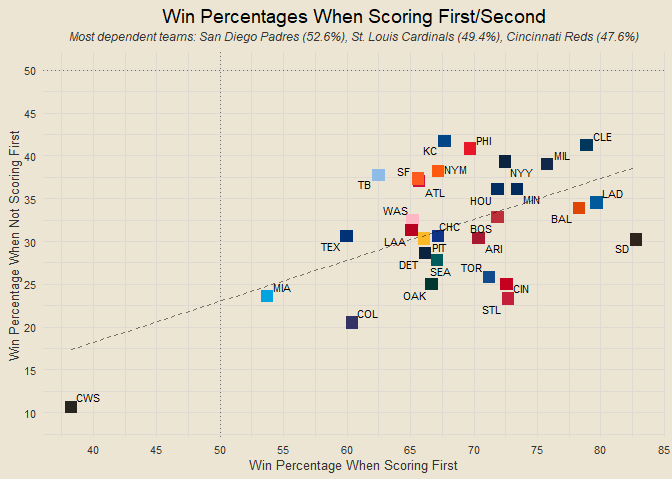 Win Percentages When Scoring First/Second
Most dependent teams: San Diego Padres (52.6%), St. Louis Cardinals (49.4%), Cincinnati Reds (47.6%)
Win Percentage When Not Scoring First
50
45
40
35
30
25
20
15
10
CLE
KC
PHI
MIL
NYY
SF
NYM
TB
ATL
HOU
MIN
LAD
WAS
BAL
BOS
CHC
TEX
LAA
ARI
SD
PIT
DET
SEA
TOR
OAK
CIN
MIA
STL
COL
CWS
40
45
50
55
60
65
70
75
80
85
Win Percentage When Scoring First